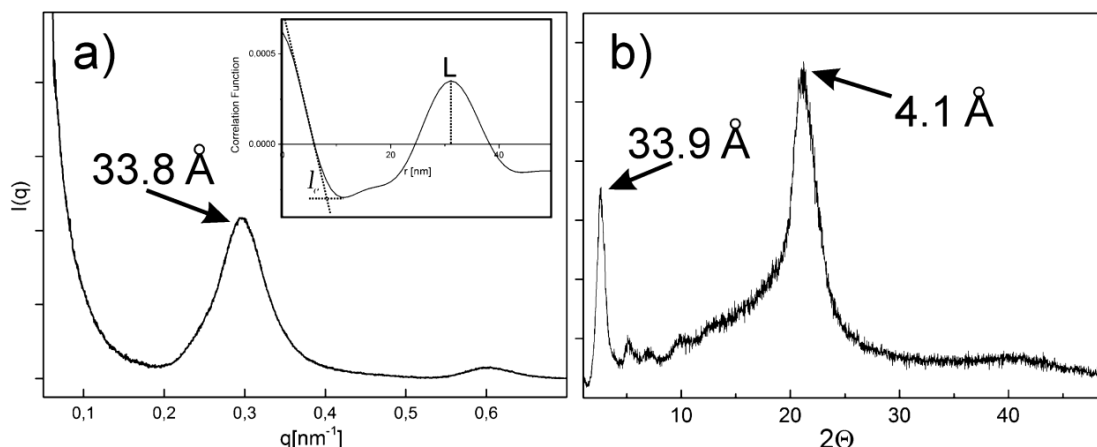 a)
I(q)
33.8 Å
0,1 0,2 0,3 0,4 0,5 0,6
q[nm⁻¹]
Correlation Function
0.0005
0.0000
L
0 20 40
r [nm]
b)
33.9 Å
4.1 Å
10 20 30 40
2Θ